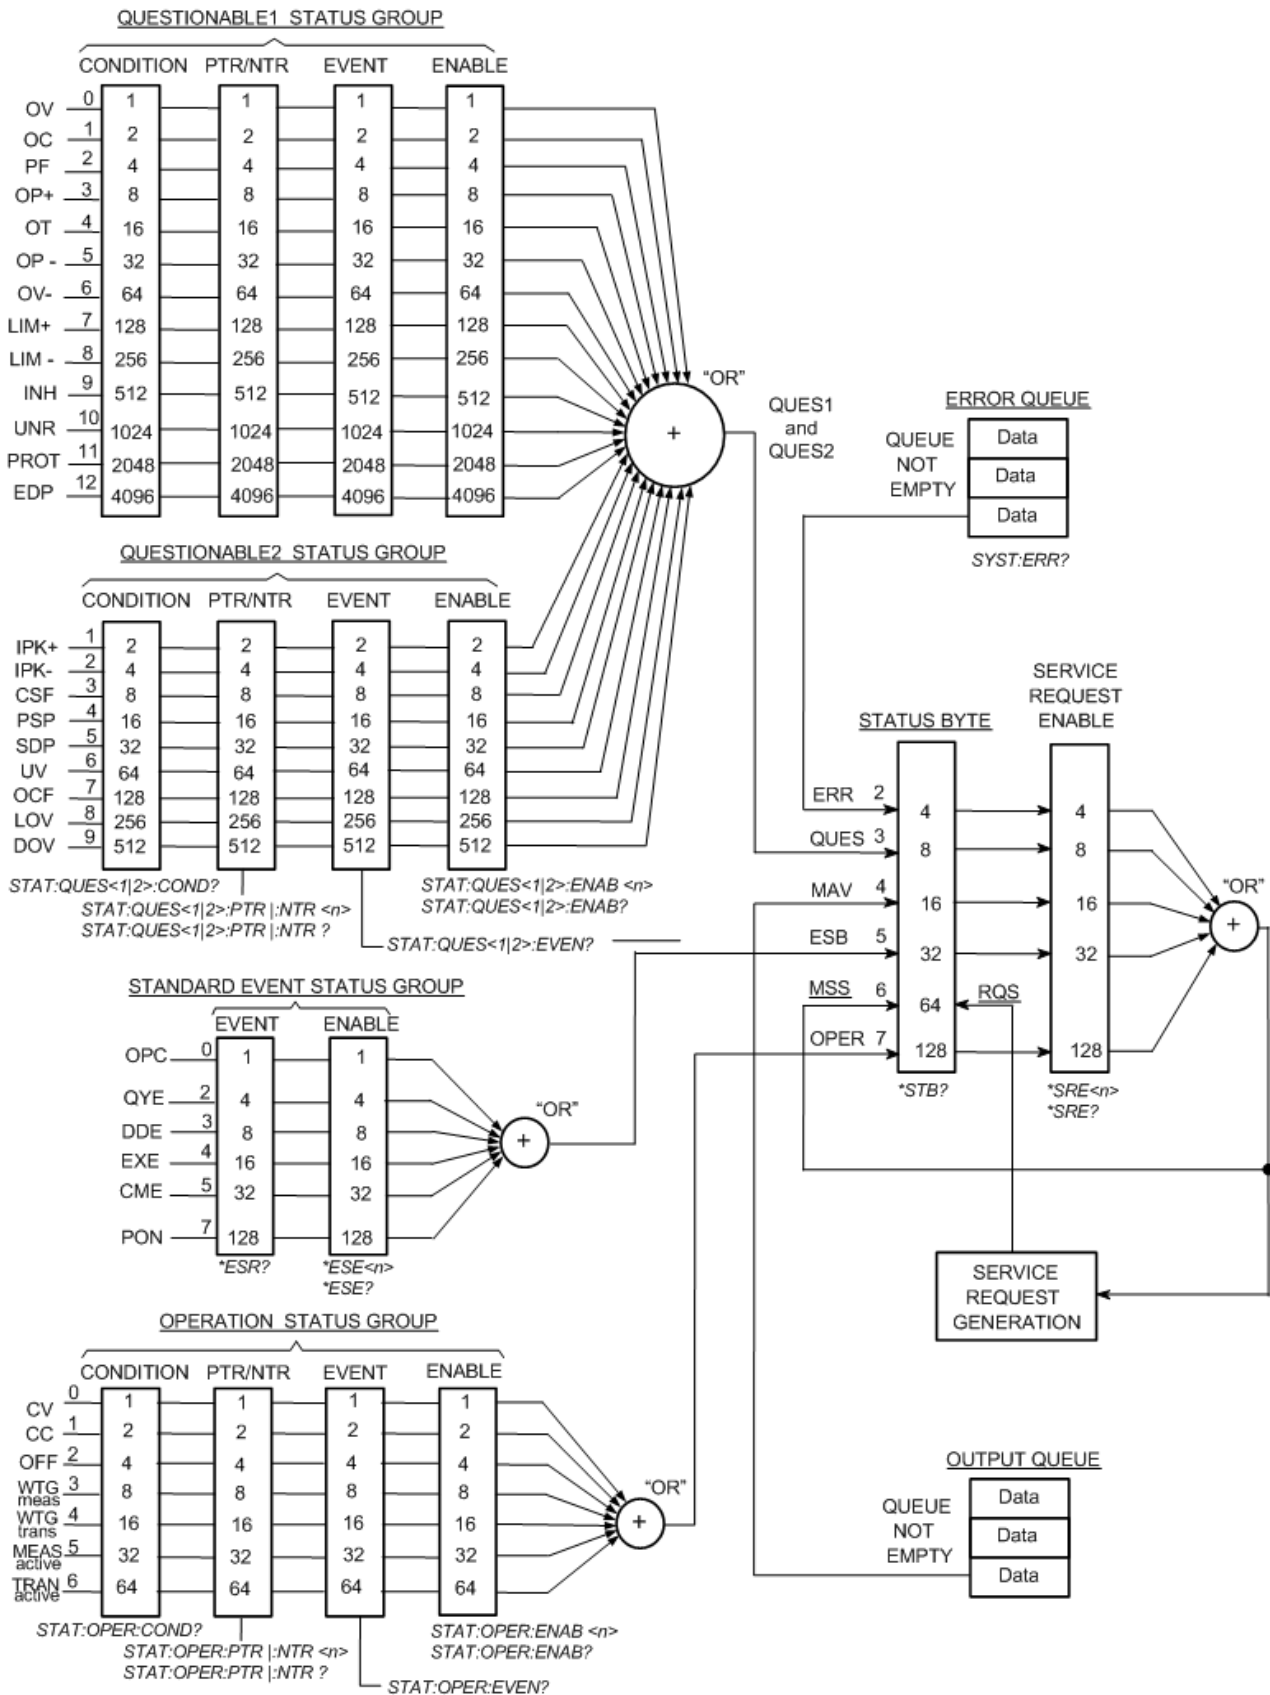 QUESTIONABLE1 STATUS GROUP
CONDITION PTR/NTR EVENT ENABLE
OV 0 1 1 1 1
OC 1 2 2 2 2
PF 2 4 4 4 4
OP+ 3 8 8 8 8
OT 4 16 16 16 16
OP - 5 32 32 32 32
OV- 6 64 64 64 64
LIM+ 7 128 128 128 128
LIM - 8 256 256 256 256
INH 9 512 512 512 512
UNR 10 1024 1024 1024 1024
PROT 11 2048 2048 2048 2048
EDP 12 4096 4096 4096 4096
"OR"
+
QUES1
and
QUES2
ERROR QUEUE
QUEUE
NOT
EMPTY
Data
Data
Data
SYST:ERR?
QUESTIONABLE2 STATUS GROUP
CONDITION PTR/NTR EVENT ENABLE
IPK+ 1 2 2 2 2
IPK- 2 4 4 4 4
CSF 3 8 8 8 8
PSP 4 16 16 16 16
SDP 5 32 32 32 32
UV 6 64 64 64 64
OCF 7 128 128 128 128
LOV 8 256 256 256 256
DOV 9 512 512 512 512
STAT:QUES<1|2>:COND?
STAT:QUES<1|2>:PTR |:NTR <n>
STAT:QUES<1|2>:PTR |:NTR ?
STAT:QUES<1|2>:ENAB <n>
STAT:QUES<1|2>:ENAB?
STAT:QUES<1|2>:EVEN?
STATUS BYTE
SERVICE
REQUEST
ENABLE
ERR 2 4 4
QUES 3 8 8
MAV 4 16 16
ESB 5 32 32
MSS 6 64 RQS
OPER 7 128 128
"OR"
+
*STB?
*SRE<n>
*SRE?
STANDARD EVENT STATUS GROUP
EVENT ENABLE
OPC 0 1 1
QYE 2 4 4
DDE 3 8 8
EXE 4 16 16
CME 5 32 32
PON 7 128 128
"OR"
+
*ESR?
*ESE<n>
*ESE?
SERVICE
REQUEST
GENERATION
OPERATION STATUS GROUP
CONDITION PTR/NTR EVENT ENABLE
CV 0 1 1 1 1
CC 1 2 2 2 2
OFF 2 4 4 4 4
WTG
meas 3 8 8 8 8
WTG
trans 4 16 16 16 16
MEAS
active 5 32 32 32 32
TRAN
active 6 64 64 64 64
"OR"
+
STAT:OPER:COND?
STAT:OPER:PTR |:NTR <n>
STAT:OPER:PTR |:NTR ?
STAT:OPER:ENAB <n>
STAT:OPER:ENAB?
STAT:OPER:EVEN?
OUTPUT QUEUE
QUEUE
NOT
EMPTY
Data
Data
Data